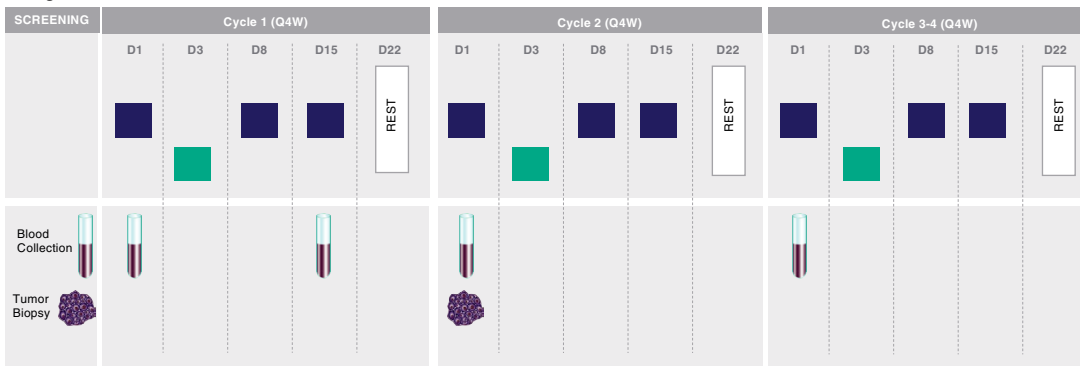 SCREENING
Cycle 1 (Q4W)
Cycle 2 (Q4W)
Cycle 3-4 (Q4W)
D1 D3 D8 D15 D22
D1 D3 D8 D15 D22
D1 D3 D8 D15 D22
REST
REST
REST
Blood
Collection
Tumor
Biopsy